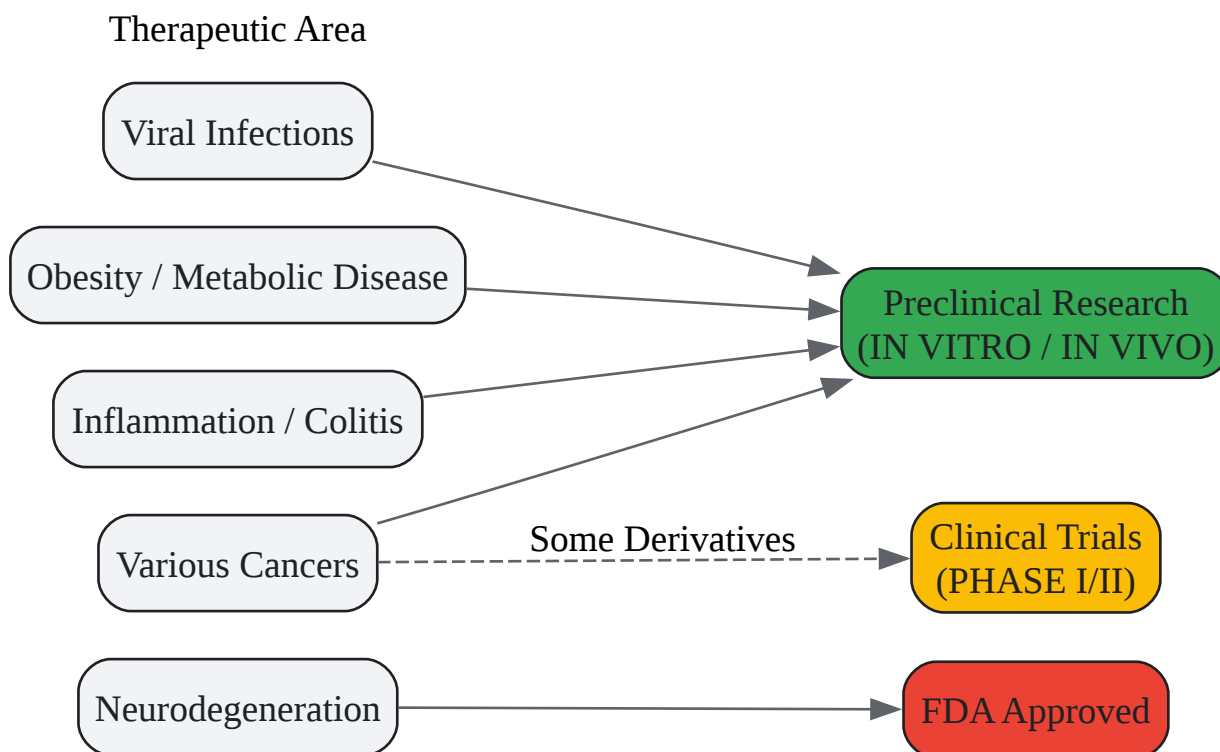 Therapeutic Area
Viral Infections
Obesity / Metabolic Disease
Preclinical Research
(IN VITRO / IN VIVO)
Inflammation / Colitis
Various Cancers
Some Derivatives
Clinical Trials
(PHASE I/II)
Neurodegeneration
FDA Approved